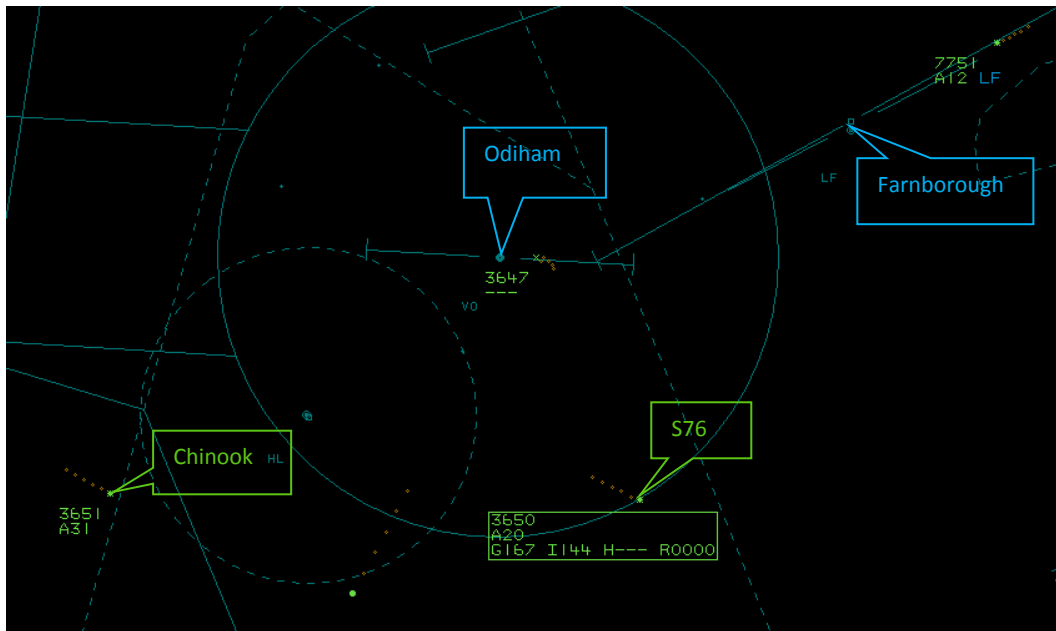 7751
A12 LF
Odiham
LF
Farnborough
3647
---
VO
S76
Chinook HL
3651
A31
3650
A20
G167 I144 H--- R0000